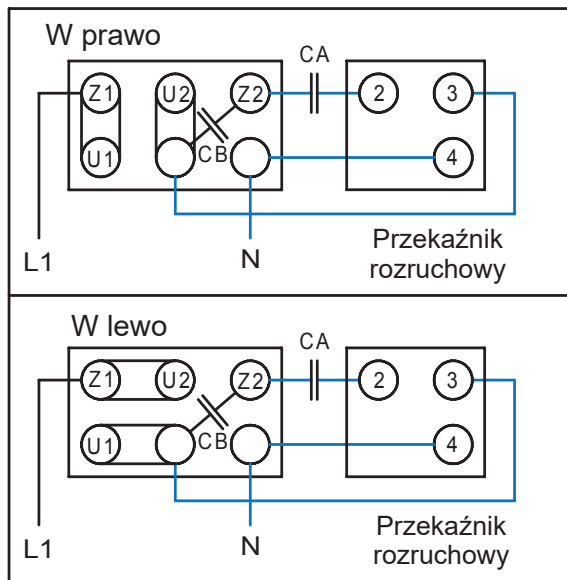 W prawo
CA
Z1 U2 Z2 2 3
U1 CB 4
L1 N Przekaźnik
rozruchowy
W lewo
CA
Z1 U2 Z2 2 3
U1 CB 4
L1 N Przekaźnik
rozruchowy